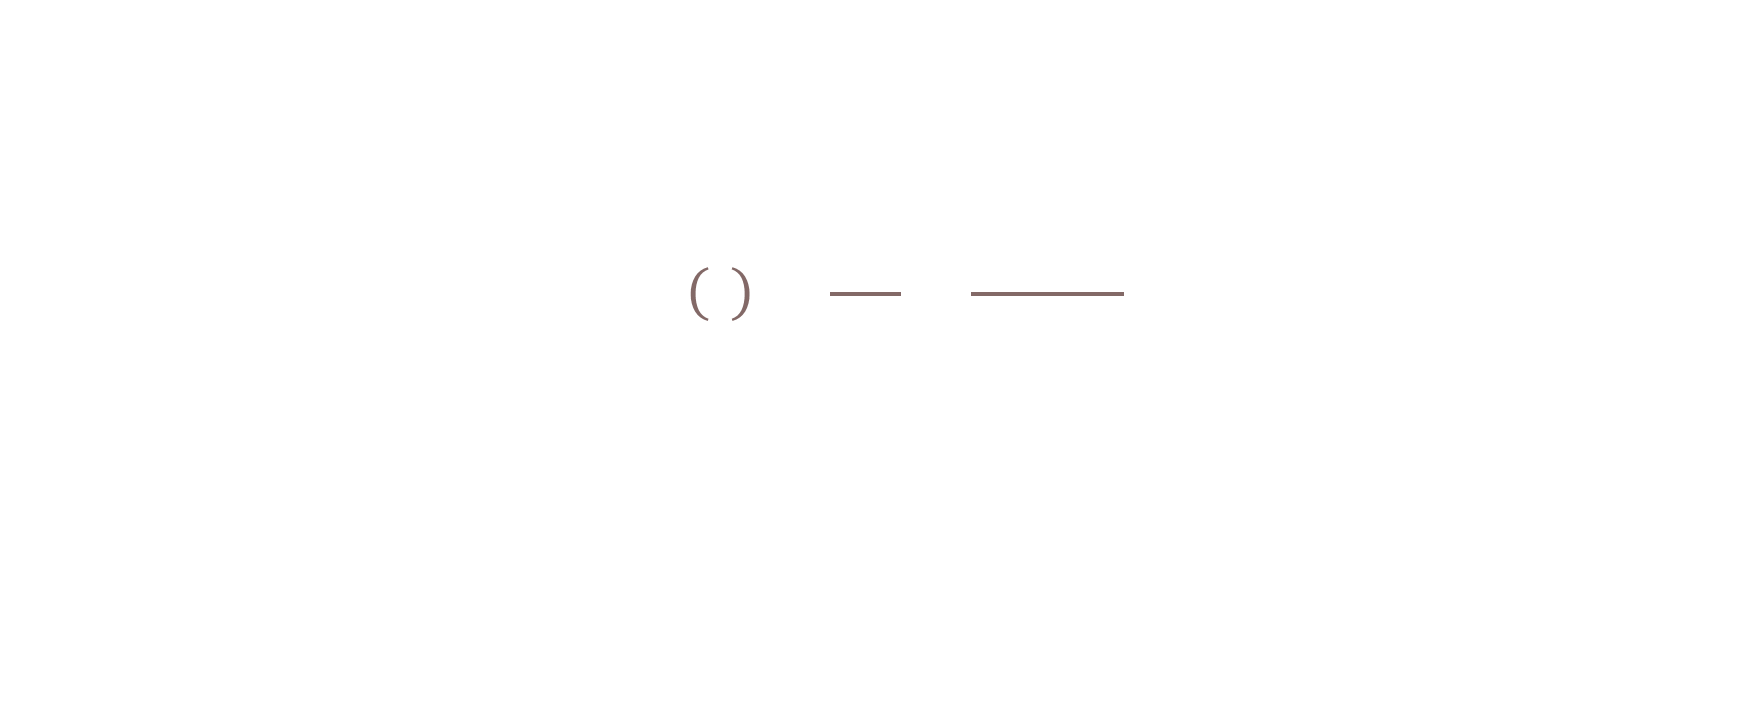 ( ) — ——